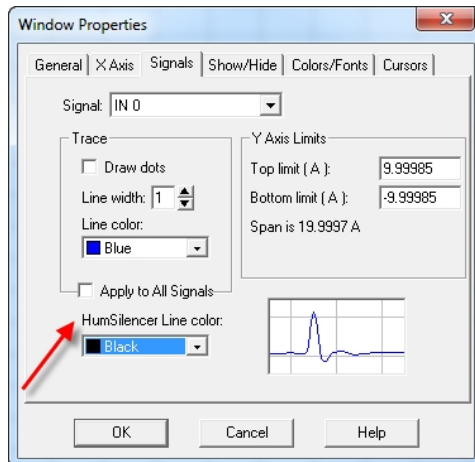 Window Properties
General X Axis Signals Show/Hide Colors/Fonts Cursors
Signal: IN 0
Trace
Draw dots
Line width: 1
Line color:
Blue
Apply to All Signals
Y Axis Limits
Top limit ( A ): 9.99985
Bottom limit ( A ): -9.99985
Span is 19.9997 A
HumSilencer Line color:
Black
OK Cancel Help